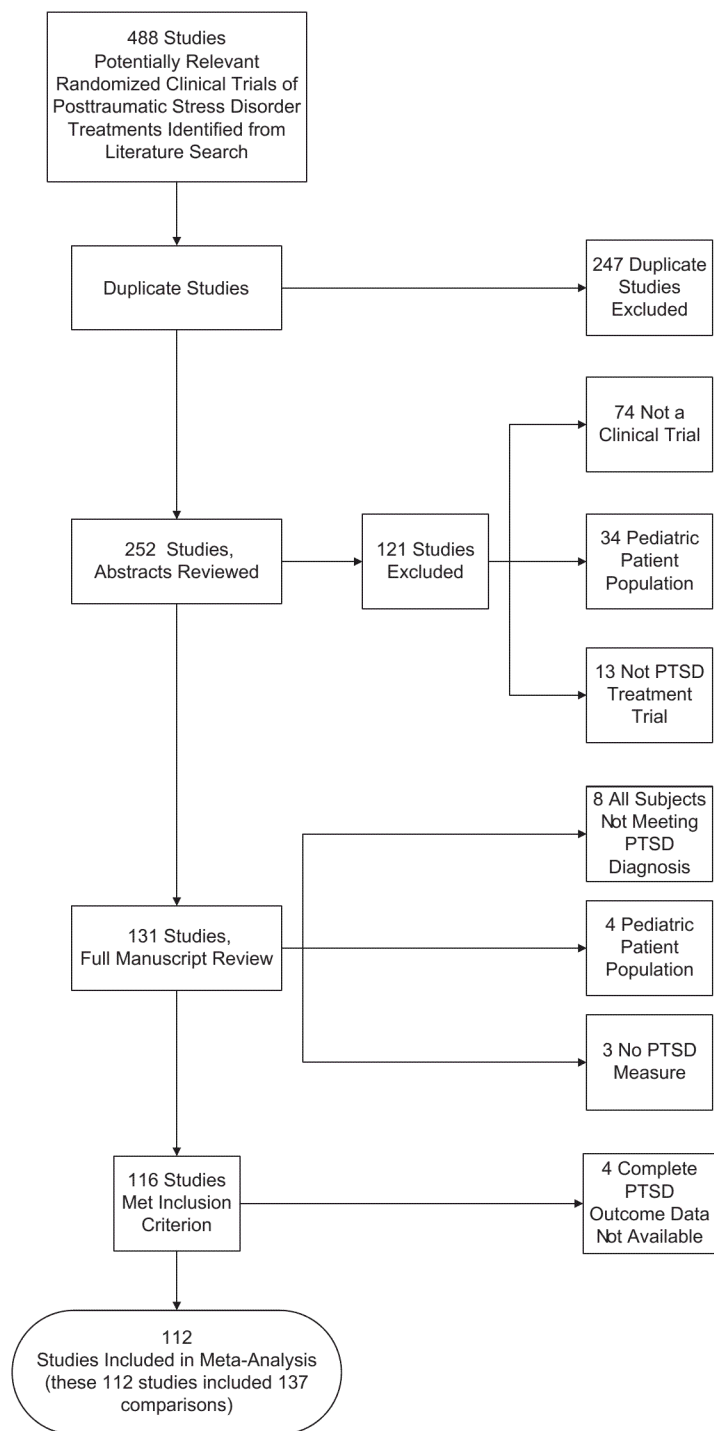 488 Studies
Potentially Relevant
Randomized Clinical Trials of
Posttraumatic Stress Disorder
Treatments Identified from
Literature Search
Duplicate Studies
247 Duplicate
Studies
Excluded
74 Not a
Clinical Trial
252 Studies,
Abstracts Reviewed
121 Studies
Excluded
34 Pediatric
Patient
Population
13 Not PTSD
Treatment
Trial
8 All Subjects
Not Meeting
PTSD
Diagnosis
131 Studies,
Full Manuscript Review
4 Pediatric
Patient
Population
3 No PTSD
Measure
116 Studies
Met Inclusion
Criterion
4 Complete
PTSD
Outcome Data
Not Available
112
Studies Included in Meta-Analysis
(these 112 studies included 137
comparisons)